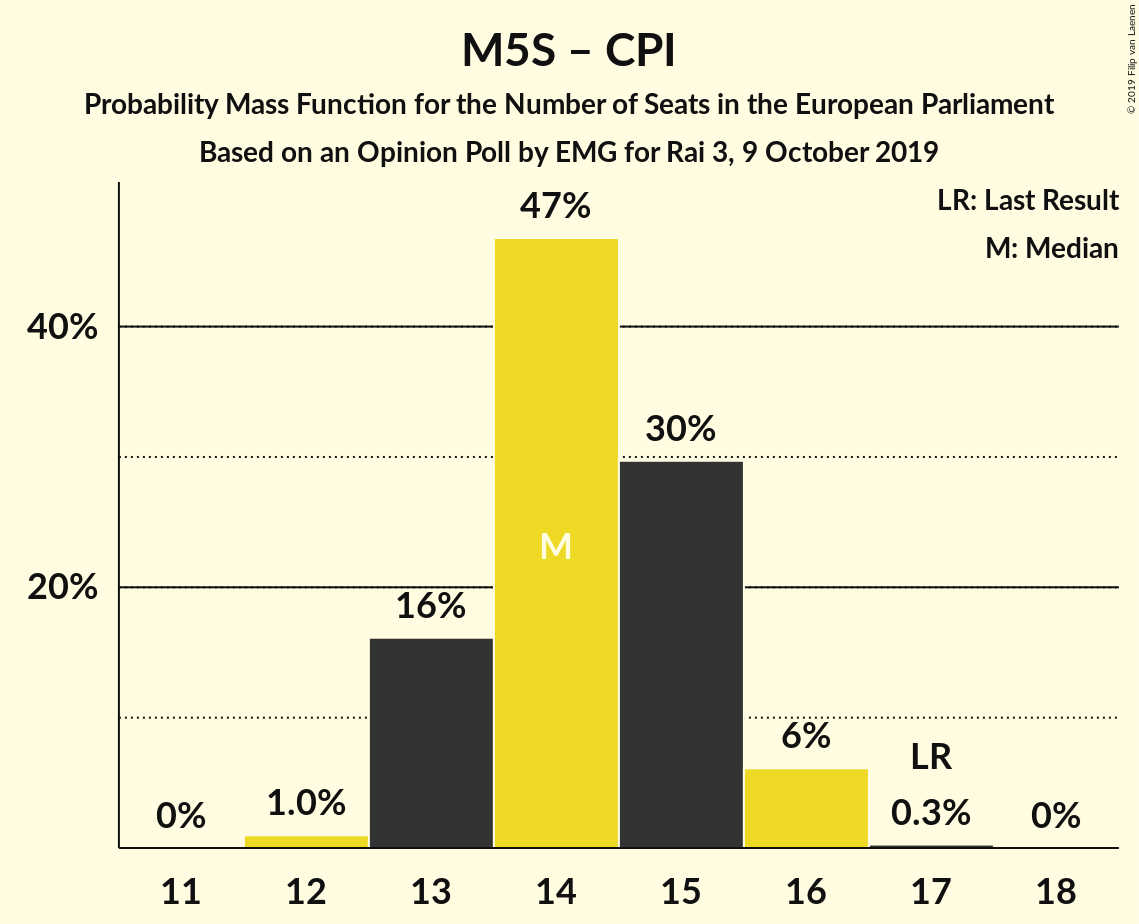 M5S – CPI
Probability Mass Function for the Number of Seats in the European Parliament
Based on an Opinion Poll by EMG for Rai 3, 9 October 2019
© 2019 Filip van Laenen
LR: Last Result
M: Median
47%
40%
30%
M
20%
16%
6%
LR
1.0%
0.3%
0%
0%
11 12 13 14 15 16 17 18